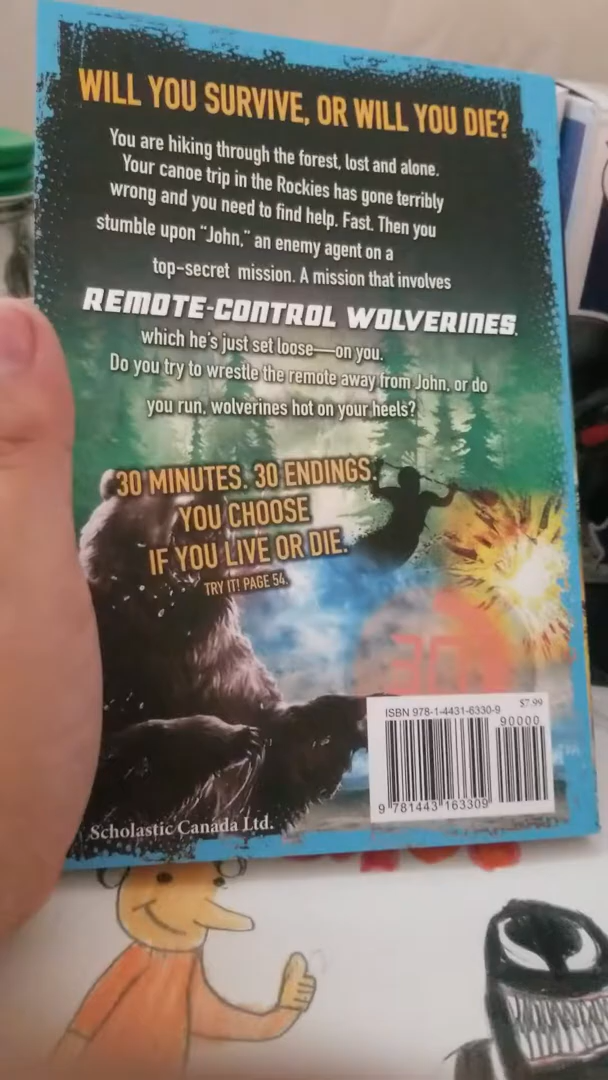 WILL YOU SURVIVE, OR WILL YOU DIE?
You are hiking through the forest, lost and alone.
Your canoe trip in the Rockies has gone terribly
wrong and you need to find help. Fast. Then you
stumble upon "John," an enemy agent on a
top-secret mission. A mission that involves
REMOTE-CONTROL WOLVERINES,
which he's just set loose—on you.
Do you try to wrestle the remote away from John, or do
you run, wolverines hot on your heels?
30 MINUTES. 30 ENDINGS.
YOU CHOOSE
IF YOU LIVE OR DIE.
TRY IT! PAGE 54.
30
ISBN 978-1-4431-6330-9
$7.99
90000
9 781443 163309
Scholastic Canada Ltd.